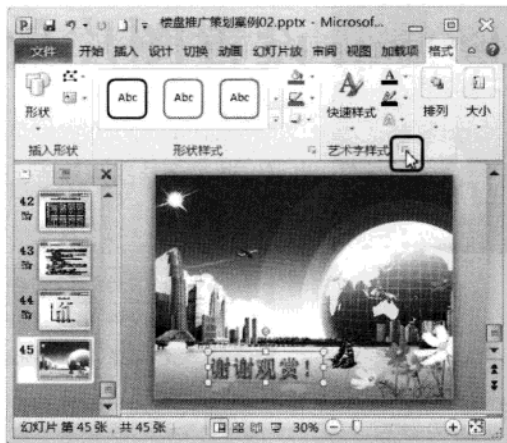 楼盘推广策划案例02.pptx - Microsof...
文件 开始 插入 设计 切换 动画 幻灯片放 审阅 视图 加载项 格式
Abc Abc Abc
形状 快速样式 排列 大小
插入形状 形状样式 艺术字样式
42
43
44
45
谢谢观赏!
幻灯片 第 45 张，共 45 张 30%